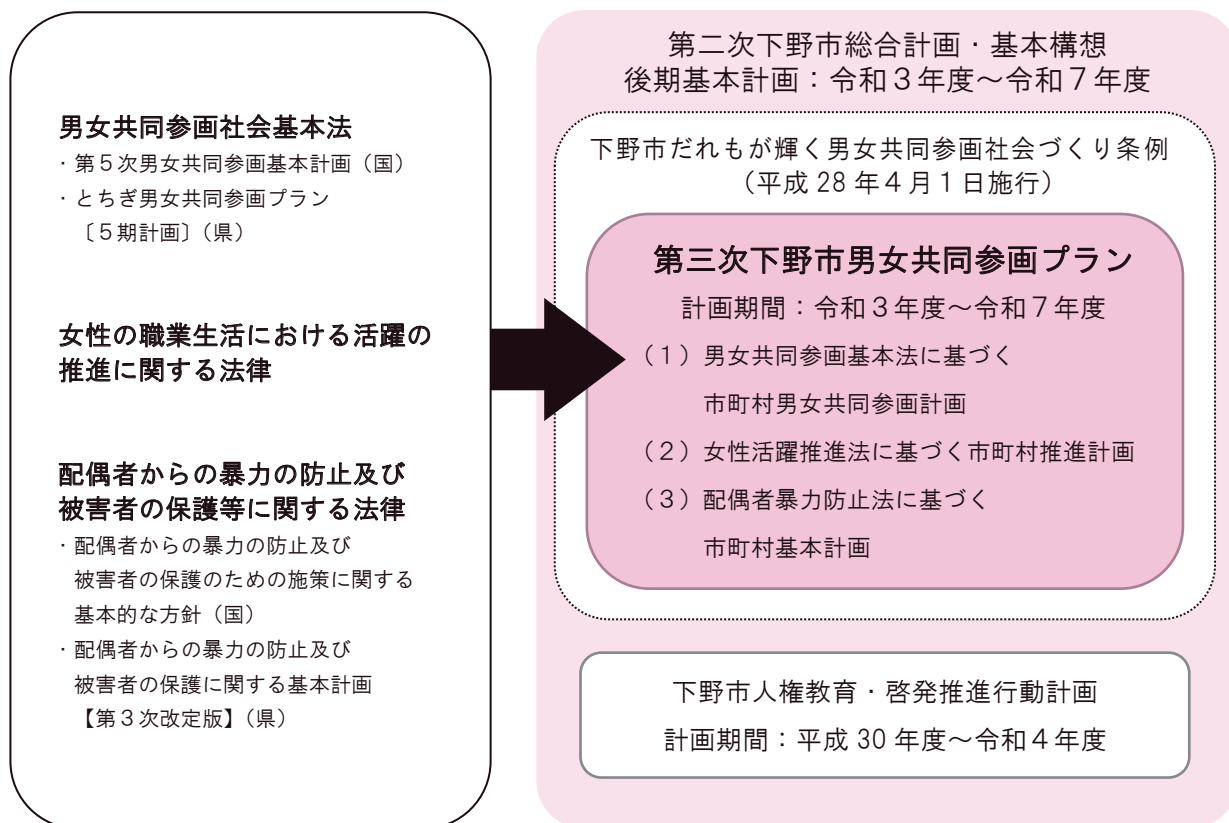 男女共同参画社会基本法
・第５次男女共同参画基本計画（国）
・とちぎ男女共同参画プラン
〔５期計画〕（県）
女性の職業生活における活躍の
推進に関する法律
配偶者からの暴力の防止及び
被害者の保護等に関する法律
・配偶者からの暴力の防止及び
被害者の保護のための施策に関する
基本的な方針（国）
・配偶者からの暴力の防止及び
被害者の保護に関する基本計画
【第３次改定版】（県）
第二次下野市総合計画・基本構想
後期基本計画：令和３年度～令和７年度
下野市だれもが輝く男女共同参画社会づくり条例
（平成 28 年４月１日施行）
第三次下野市男女共同参画プラン
計画期間：令和３年度～令和７年度
（１）男女共同参画基本法に基づく
市町村男女共同参画計画
（２）女性活躍推進法に基づく市町村推進計画
（３）配偶者暴力防止法に基づく
市町村基本計画
下野市人権教育・啓発推進行動計画
計画期間：平成 30 年度～令和４年度